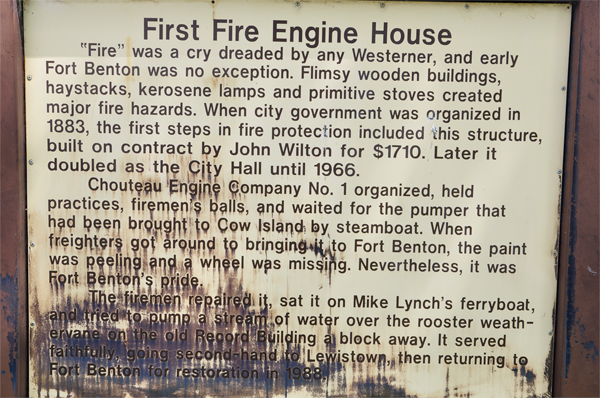 First Fire Engine House
"Fire" was a cry dreaded by any Westerner, and early
Fort Benton was no exception. Flimsy wooden buildings,
haystacks, kerosene lamps and primitive stoves created
major fire hazards. When city government was organized in
1883, the first steps in fire protection included this structure,
built on contract by John Wilton for $1710. Later it
doubled as the City Hall until 1966.
Chouteau Engine Company No. 1 organized, held
practices, firemen's balls, and waited for the pumper that
had been brought to Cow Island by steamboat. When
freighters got around to bringing it to Fort Benton, the paint
was peeling and a wheel was missing. Nevertheless, it was
Fort Benton's pride.
The firemen repaired it, sat it on Mike Lynch's ferryboat,
and tried to pump a stream of water over the rooster weath-
ervane on the old Record Building a block away. It served
faithfully, going second-hand to Lewistown, then returning to
Fort Benton for restoration in 1988.